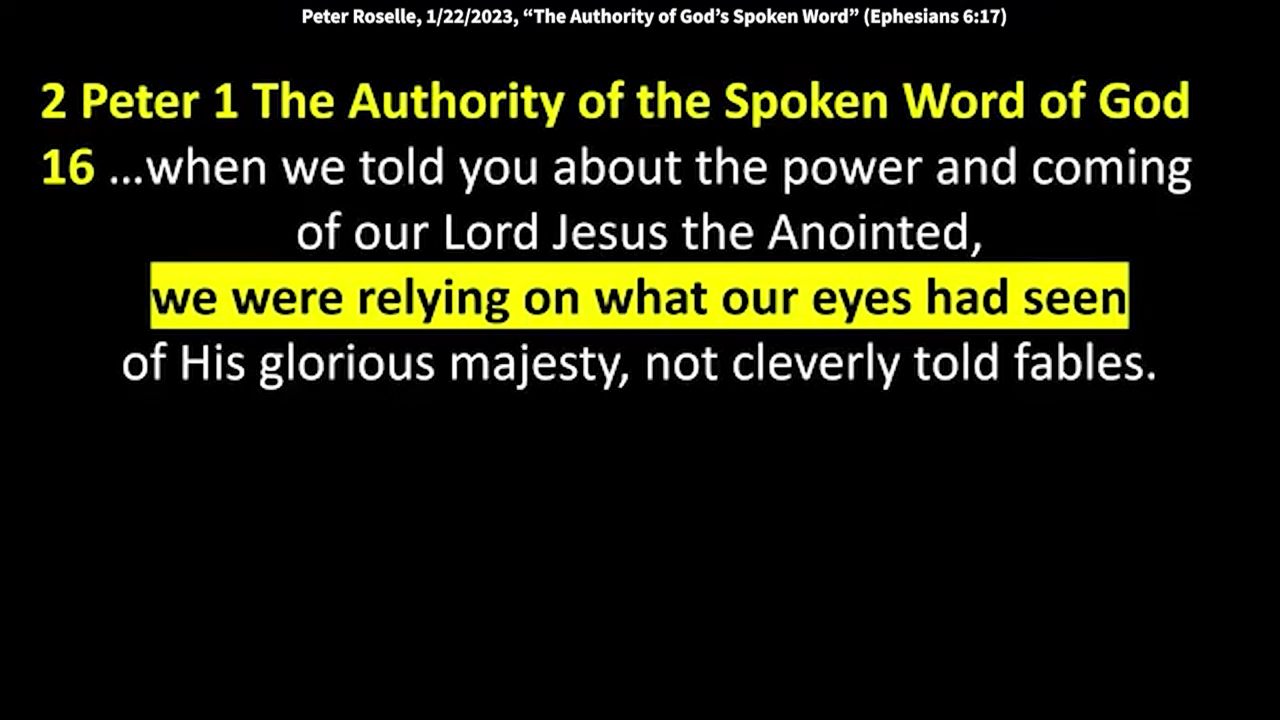 Peter Roselle, 1/22/2023, “The Authority of God’s Spoken Word” (Ephesians 6:17)
2 Peter 1 The Authority of the Spoken Word of God
16 ...when we told you about the power and coming
of our Lord Jesus the Anointed,
we were relying on what our eyes had seen
of His glorious majesty, not cleverly told fables.